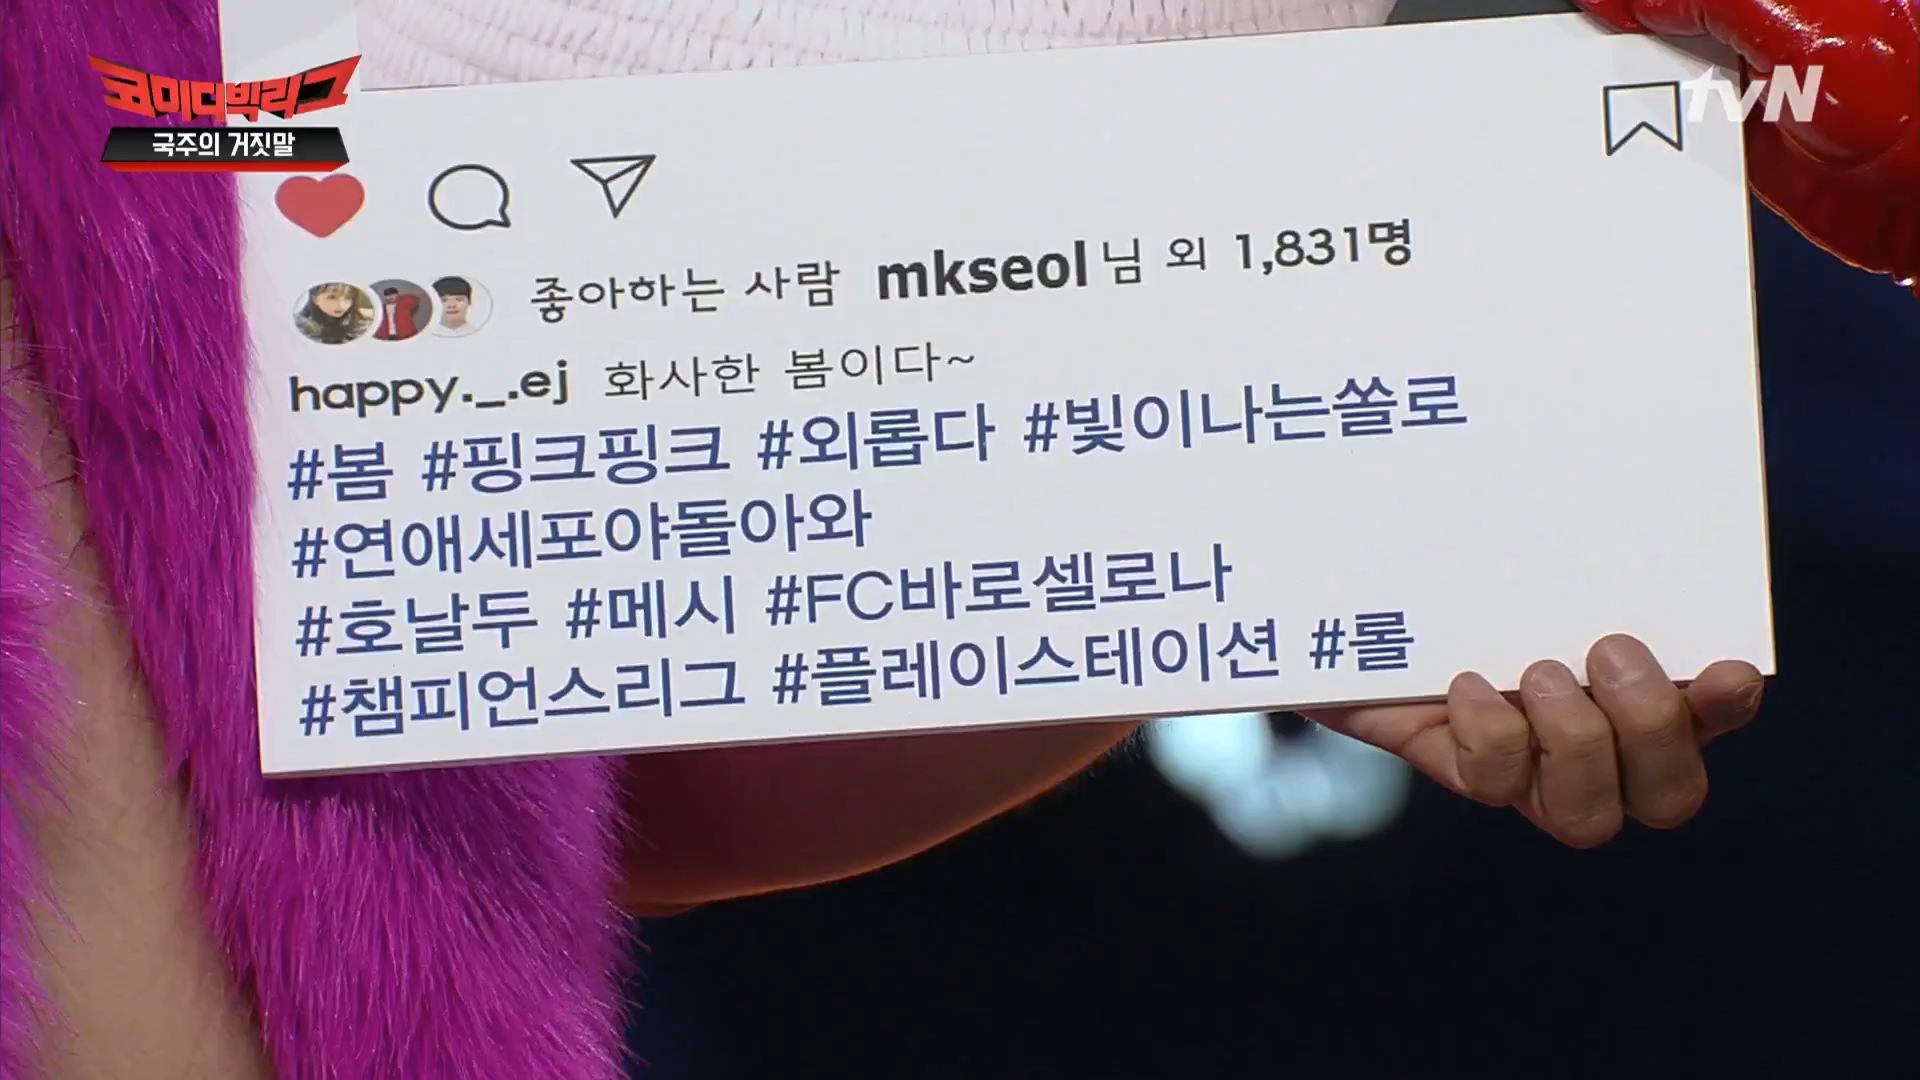 코미디빅리그
국주의 거짓말
tvN
좋아하는 사람 mkseol님 외 1,831명
happy._.ej 화사한 봄이다~
#봄 #핑크핑크 #외롭다 #빛이나는쏠로
#연애세포야돌아와
#호날두 #메시 #FC바로셀로나
#챔피언스리그 #플레이스테이션 #롤